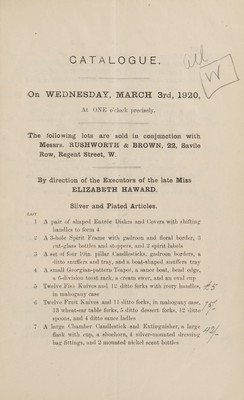 CATALOGUE.
all
W
On WEDNESDAY, MARCH 3rd, 1920,
At ONE o'clock precisely.
The following lots are sold in conjunction with
Messrs. RUSHWORTH & BROWN, 22, Savile
Row, Regent Street, W.
By direction of the Executors of the late Miss
ELIZABETH HAWARD.
Silver and Plated Articles.
LOT
1 A pair of shaped Entrée Dishes and Covers with shifting
handles to form 4
2 A 3-hole Spirit Frame with gadroon and floral border, 3
cut-glass bottles and stoppers, and 2 spirit labels
3 A set of four 10in. pillar Candlesticks, gadroon borders, a
ditto snuffers and tray, and a boat-shaped snuffers tray
4 A small Georgian-pattern Teapot, a sauce boat, bead edge,
a 6-division toast rack, a cream ewer, and an oval cup
5 Twelve Fish Knives and 12 ditto forks with ivory handles,
in mahogany case
6 Twelve Fruit Knives and 11 ditto forks, in mahogany case, 75/-
13 wheat-ear table forks, 5 ditto dessert forks, 12 ditto
spoons, and 4 ditto sauce ladles
7 A large Chamber Candlestick and Extinguisher, a large 42/-
flask with cup, a shoehorn, 4 silver-mounted dressing
bag fittings, and 2 mounted nickel scent bottles